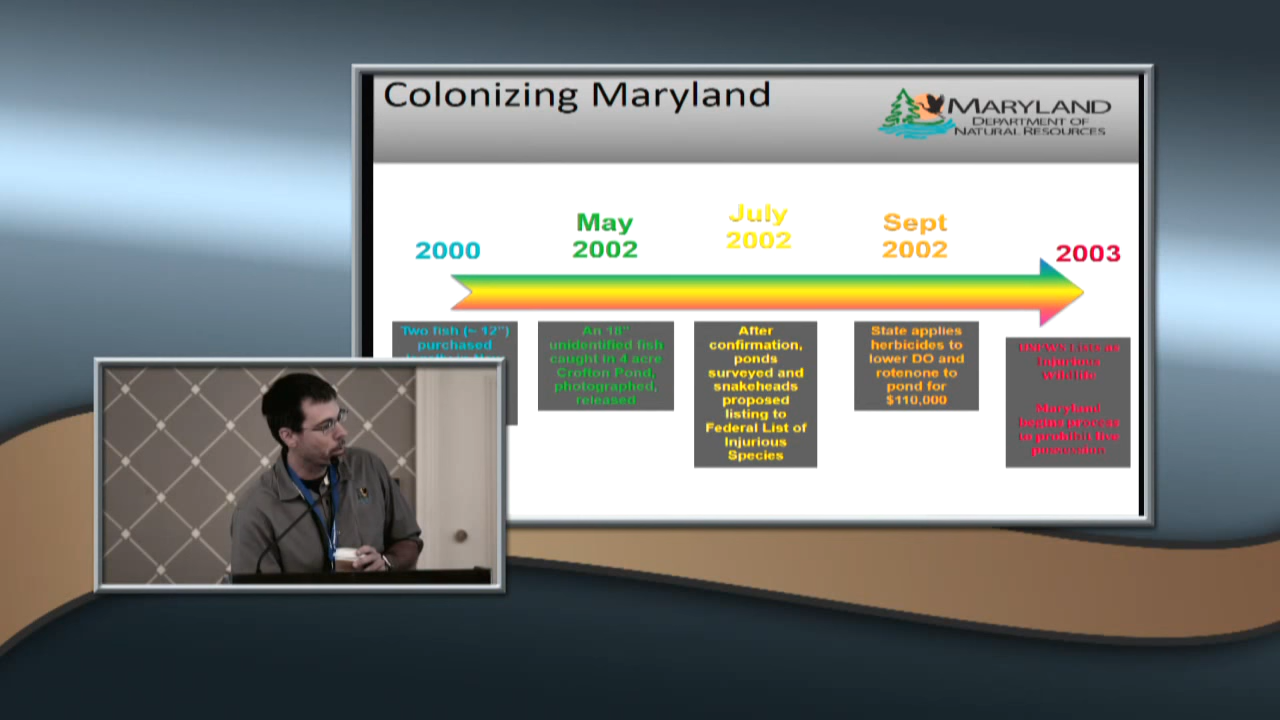 Colonizing Maryland
MARYLAND
DEPARTMENT OF
NATURAL RESOURCES
2000
May
2002
July
2002
Sept
2002
2003
Two fish (~ 12")
purchased
An 18"
unidentified fish
caught in 4 acre
Crofton Pond,
photographed,
released
After
confirmation,
ponds
surveyed and
snakeheads
proposed
listing to
Federal List of
Injurious
Species
State applies
herbicides to
lower DO and
rotenone to
pond for
$110,000
USFWS Lists as
Injurious
Wildlife
Maryland
begins process
to prohibit live
possession